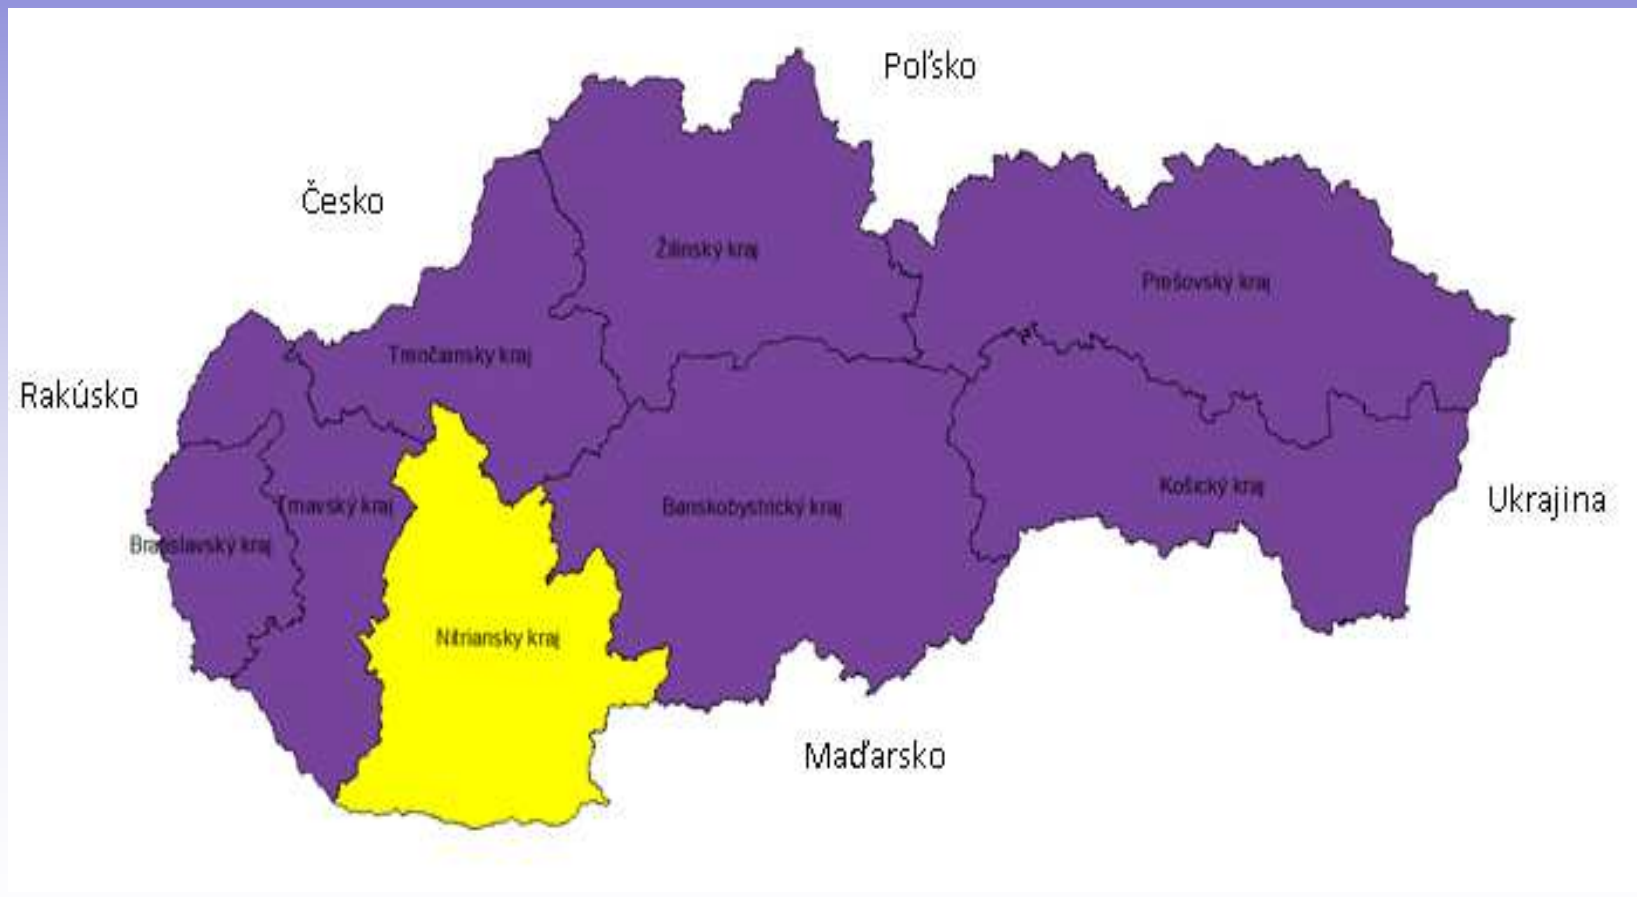 Poľsko
Česko
Žilinský kraj
Prešovský kraj
Trenčiansky kraj
Rakúsko
Košický kraj
Ukrajina
Trnavský kraj
Banskobystrický kraj
Bratislavský kraj
Nitriansky kraj
Maďarsko